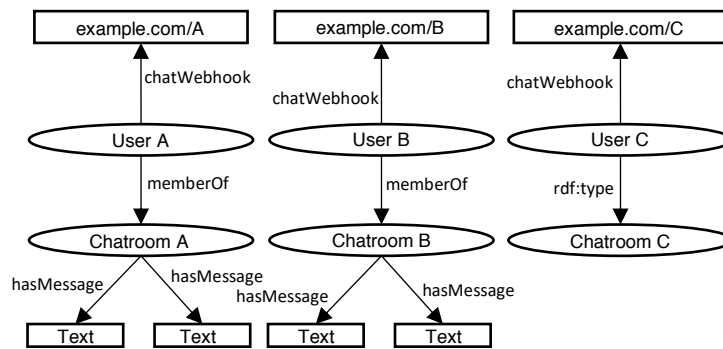 example.com/A
example.com/B
example.com/C
chatWebhook
chatWebhook
chatWebhook
User A
User B
User C
memberOf
memberOf
rdf:type
Chatroom A
Chatroom B
Chatroom C
hasMessage
hasMessage
hasMessage
hasMessage
Text
Text
Text
Text